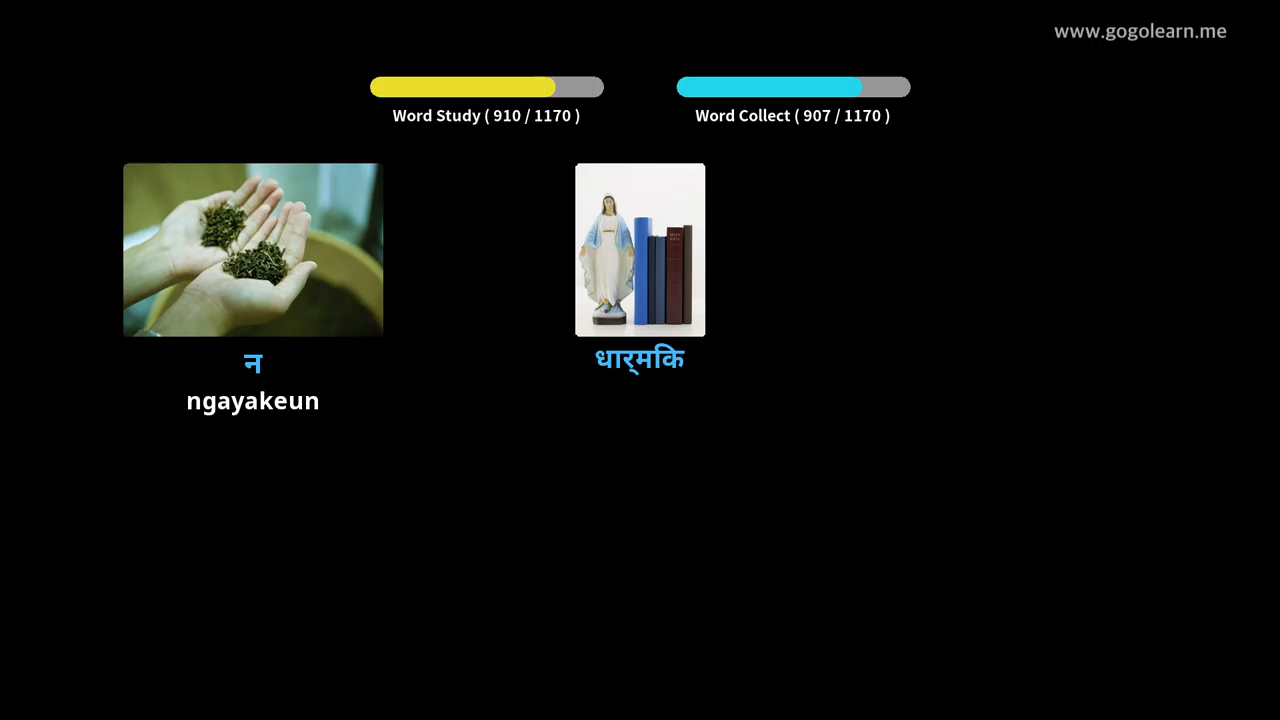 www.gogolearn.me
Word Study ( 910 / 1170 )
Word Collect ( 907 / 1170 )
न
ngayakeun
धार्मकि